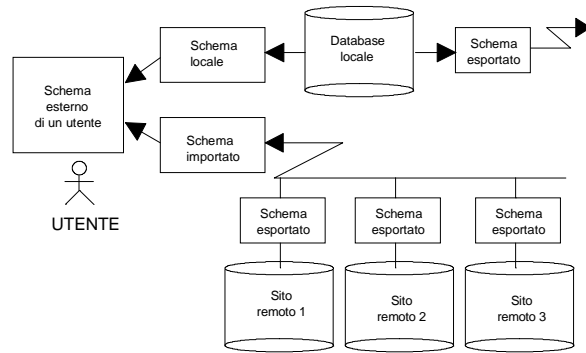 Schema
locale
Database
locale
Schema
esportato
Schema
esterno
di un utente
Schema
importato
UTENTE
Schema
esportato
Schema
esportato
Schema
esportato
Sito
remoto 1
Sito
remoto 2
Sito
remoto 3